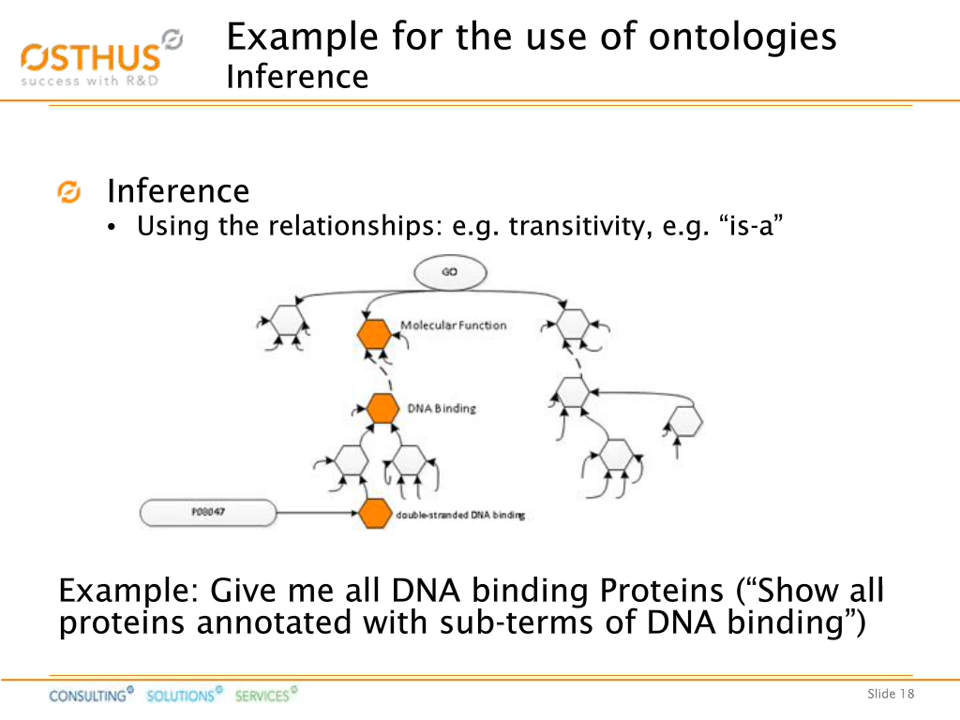 OSTHUS
success with R&D
Example for the use of ontologies
Inference
Inference
• Using the relationships: e.g. transitivity, e.g. “is-a”
GO
Molecular Function
DNA Binding
P08047
double-stranded DNA binding
Example: Give me all DNA binding Proteins (“Show all
proteins annotated with sub-terms of DNA binding”)
CONSULTING SOLUTIONS SERVICES
Slide 18